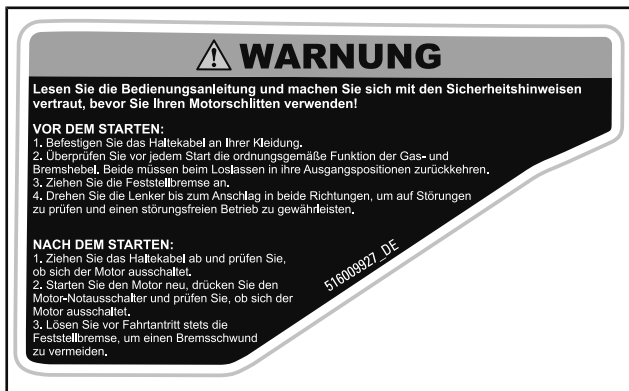 WARNUNG
Lesen Sie die Bedienungsanleitung und machen Sie sich mit den Sicherheitshinweisen
vertraut, bevor Sie Ihren Motorschlitten verwenden!
VOR DEM STARTEN:
1. Befestigen Sie das Haltekabel an Ihrer Kleidung.
2. Überprüfen Sie vor jedem Start die ordnungsgemäße Funktion der Gas- und
Bremshebel. Beide müssen beim Loslassen in ihre Ausgangspositionen zurückkehren.
3. Ziehen Sie die Feststellbremse an.
4. Drehen Sie die Lenker bis zum Anschlag in beide Richtungen, um auf Störungen
zu prüfen und einen störungsfreien Betrieb zu gewährleisten.
NACH DEM STARTEN:
1. Ziehen Sie das Haltekabel ab und prüfen Sie,
ob sich der Motor ausschaltet.
2. Starten Sie den Motor neu, drücken Sie den
Motor-Notausschalter und prüfen Sie, ob sich der
Motor ausschaltet.
3. Lösen Sie vor Fahrtantritt stets die
Feststellbremse, um einen Bremsschwund
zu vermeiden.
516009927_DE